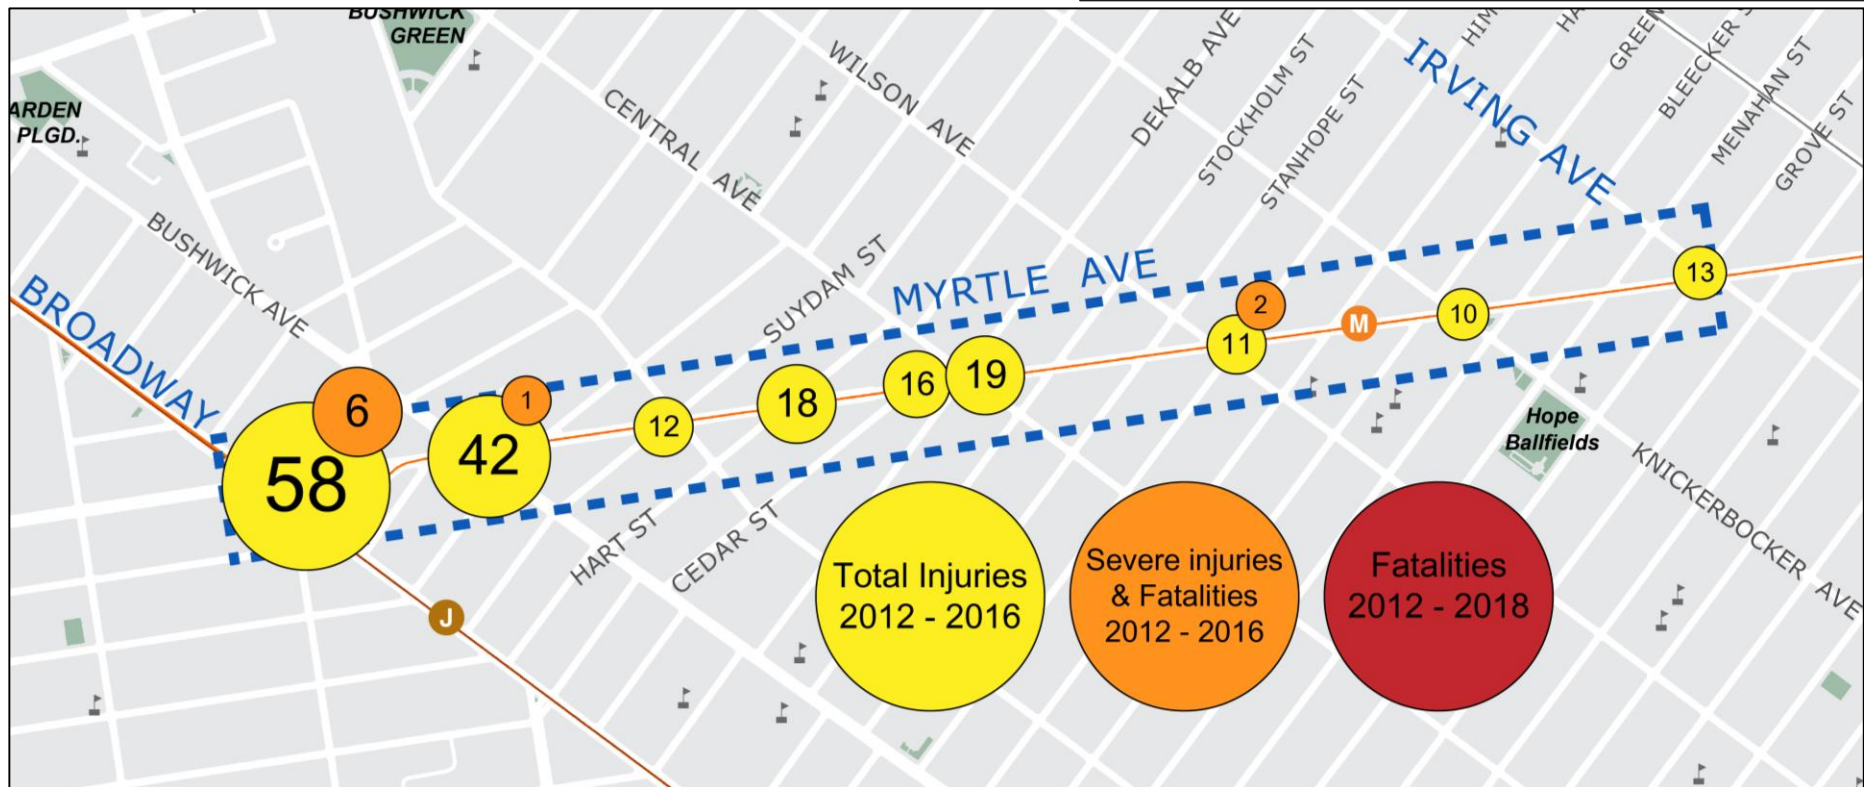 BUSHWICK
GREEN
ARDEN
PLGD.
BUSHWICK AVE
BROADWAY
CENTRAL AVE
WILSON AVE
DEKALB AVE
STOCKHOLM ST
STANHOPE ST
IRVING AVE
HIM
HA
GREEN
BLEECKER S
MENAHAN ST
GROVE ST
SUYDAM ST
MYRTLE AVE
6
58
1
42
12
18
16
19
2
11
M
10
13
Hope
Ballfields
KNICKERBOCKER AVE
HART ST
CEDAR ST
J
Total Injuries
2012 - 2016
Severe injuries
& Fatalities
2012 - 2016
Fatalities
2012 - 2018